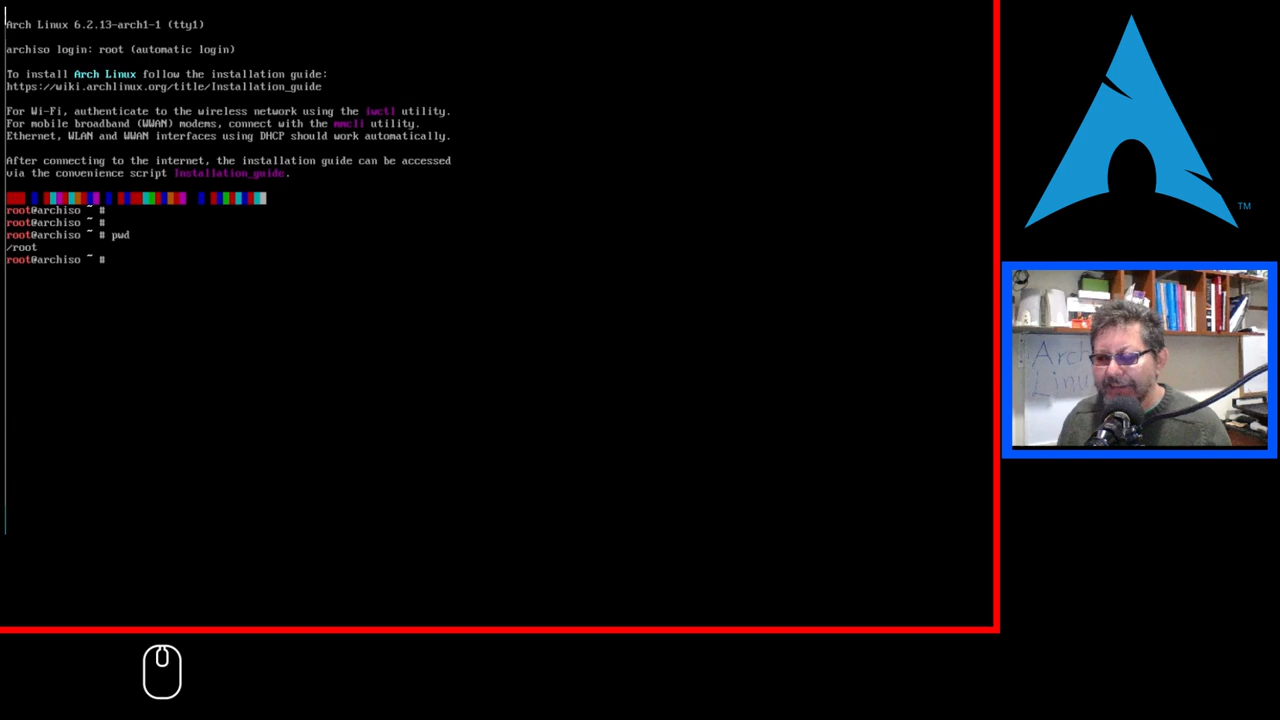 Arch Linux 6.2.13-arch1-1 (tty1)
archiso login: root (automatic login)
To install Arch Linux follow the installation guide:
https://wiki.archlinux.org/title/Installation_guide
For Wi-Fi, authenticate to the wireless network using the iwctl utility.
For mobile broadband (WWAN) modems, connect with the mmcli utility.
Ethernet, WLAN and WWAN interfaces using DHCP should work automatically.
After connecting to the internet, the installation guide can be accessed
via the convenience script Installation_guide.
root@archiso ~ #
root@archiso ~ #
root@archiso ~ # pwd
/root
root@archiso ~ #
TM
Arch
Linu